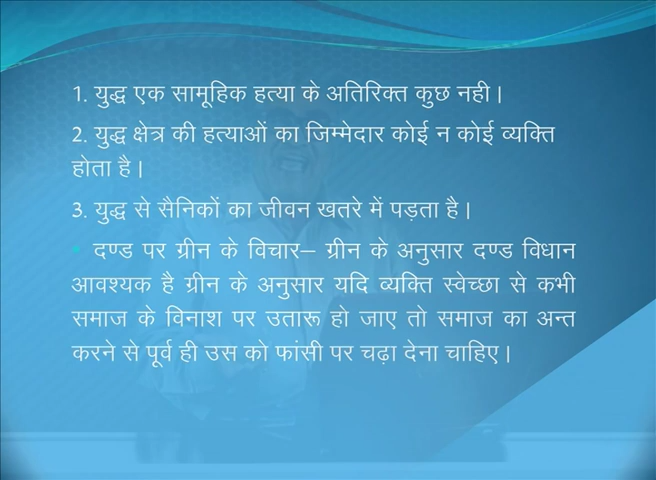 1. युद्ध एक सामूहिक हत्या के अतिरिक्त कुछ नही।
2. युद्ध क्षेत्र की हत्याओं का जिम्मेदार कोई न कोई व्यक्ति
होता है।
3. युद्ध से सैनिकों का जीवन खतरे में पड़ता है।
• दण्ड पर ग्रीन के विचार– ग्रीन के अनुसार दण्ड विधान
आवश्यक है ग्रीन के अनुसार यदि व्यक्ति स्वेच्छा से कभी
समाज के विनाश पर उतारू हो जाए तो समाज का अन्त
करने से पूर्व ही उस को फांसी पर चढ़ा देना चाहिए।